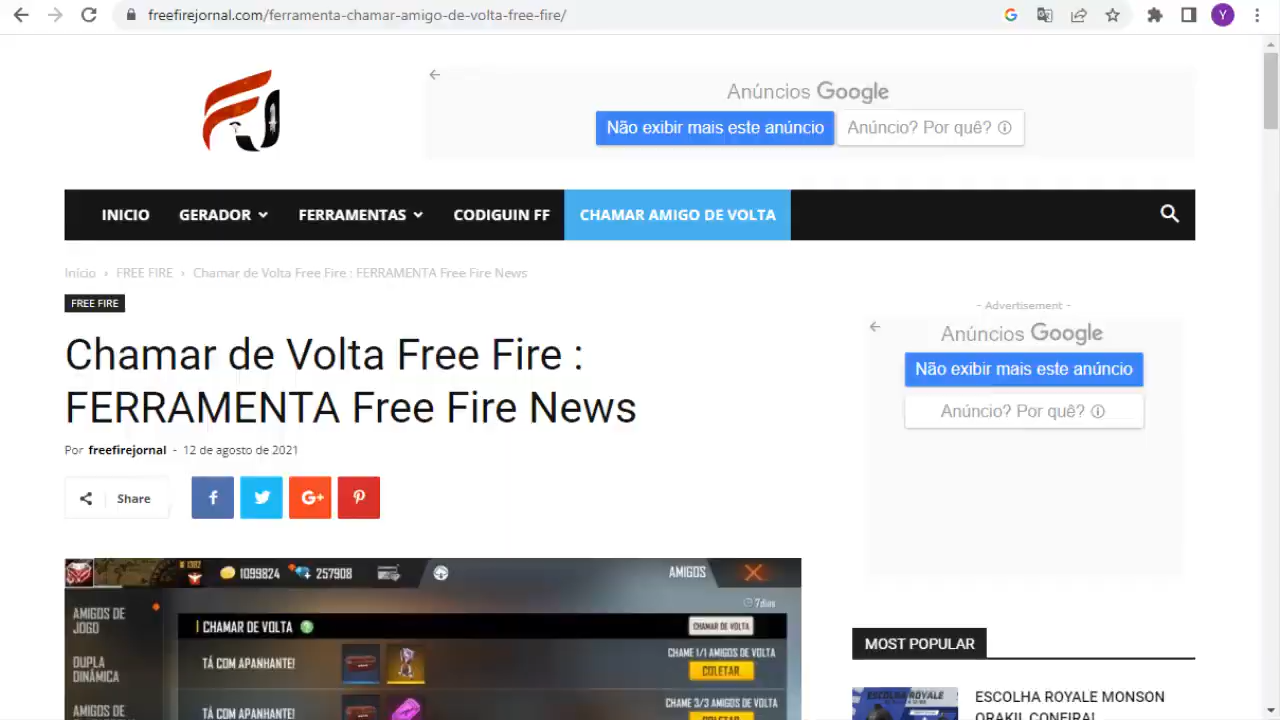 freefirejornal.com/ferramenta-chamar-amigo-de-volta-free-fire/
Y
FJ
Anúncios Google
Não exibir mais este anúncio
Anúncio? Por quê?
INICIO
GERADOR
FERRAMENTAS
CODIGUIN FF
CHAMAR AMIGO DE VOLTA
Início › FREE FIRE › Chamar de Volta Free Fire : FERRAMENTA Free Fire News
FREE FIRE
Chamar de Volta Free Fire :
FERRAMENTA Free Fire News
Por freefirejornal - 12 de agosto de 2021
Share
- Advertisement -
Anúncios Google
Não exibir mais este anúncio
Anúncio? Por quê?
1099824
257908
AMIGOS
7dias
AMIGOS DE
JOGO
CHAMAR DE VOLTA
CHAMAR DE VOLTA
TÁ COM APANHANTE!
CHAME 1/1 AMIGOS DE VOLTA
COLETAR
DUPLA
DINÂMICA
AMIGOS DE
TÁ COM APANHANTE!
CHAME 3/3 AMIGOS DE VOLTA
COLETAR
MOST POPULAR
ESCOLHA ROYALE
ESCOLHA ROYALE MONSON
ORAKIL CONFIRA!